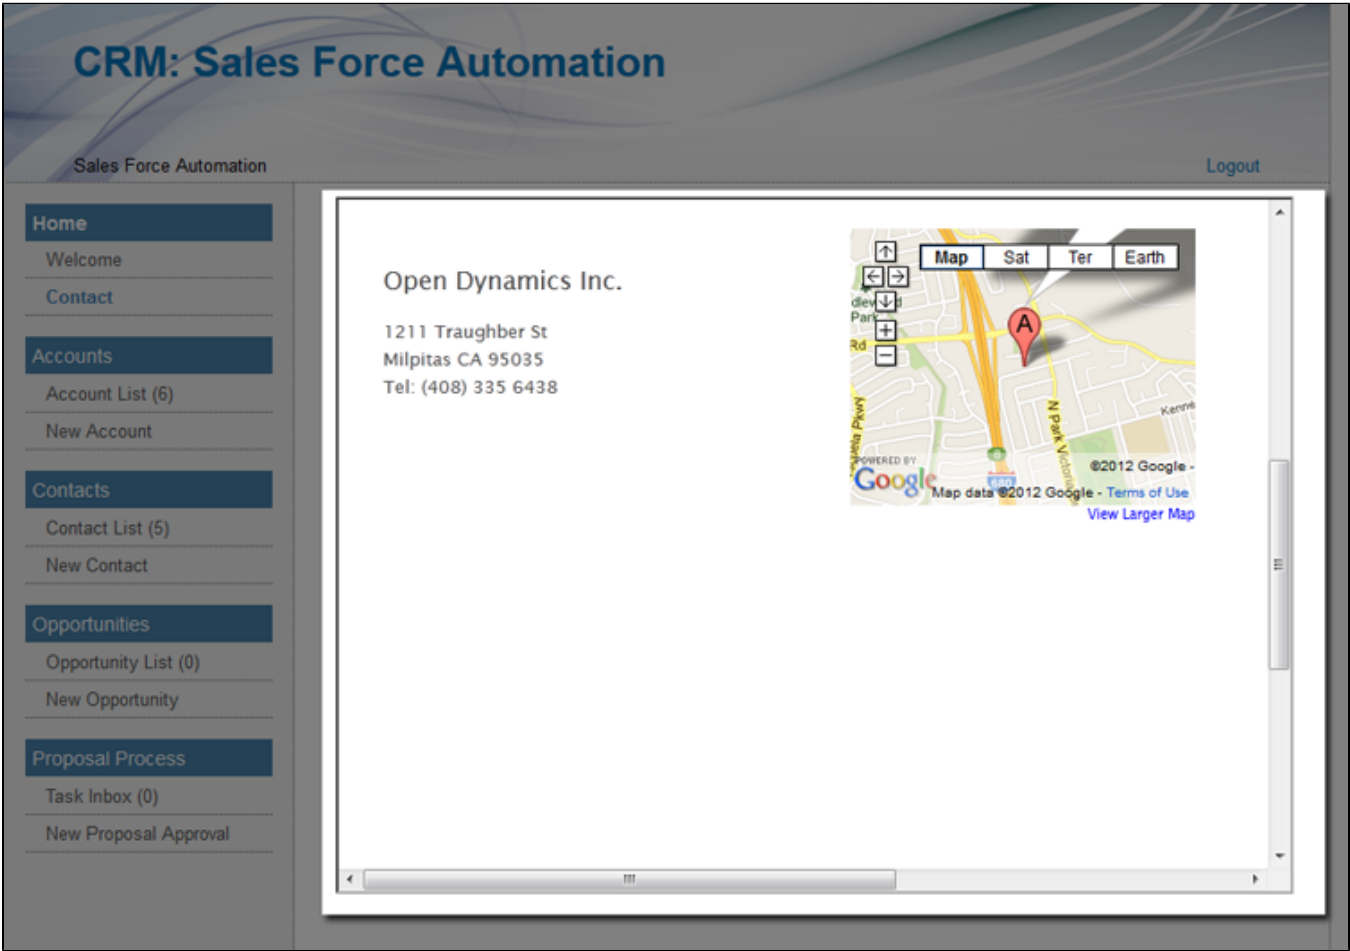 CRM: Sales Force Automation
Sales Force Automation
Logout
Home
Welcome
Contact
Accounts
Account List (6)
New Account
Contacts
Contact List (5)
New Contact
Opportunities
Opportunity List (0)
New Opportunity
Proposal Process
Task Inbox (0)
New Proposal Approval
Open Dynamics Inc.
1211 Traughber St
Milpitas CA 95035
Tel: (408) 335 6438
Map Sat Ter Earth
A
Park
Rd
Pkwy
N Park Victoria
Kenne
680
POWERED BY
Google
©2012 Google -
Map data ©2012 Google - Terms of Use
View Larger Map